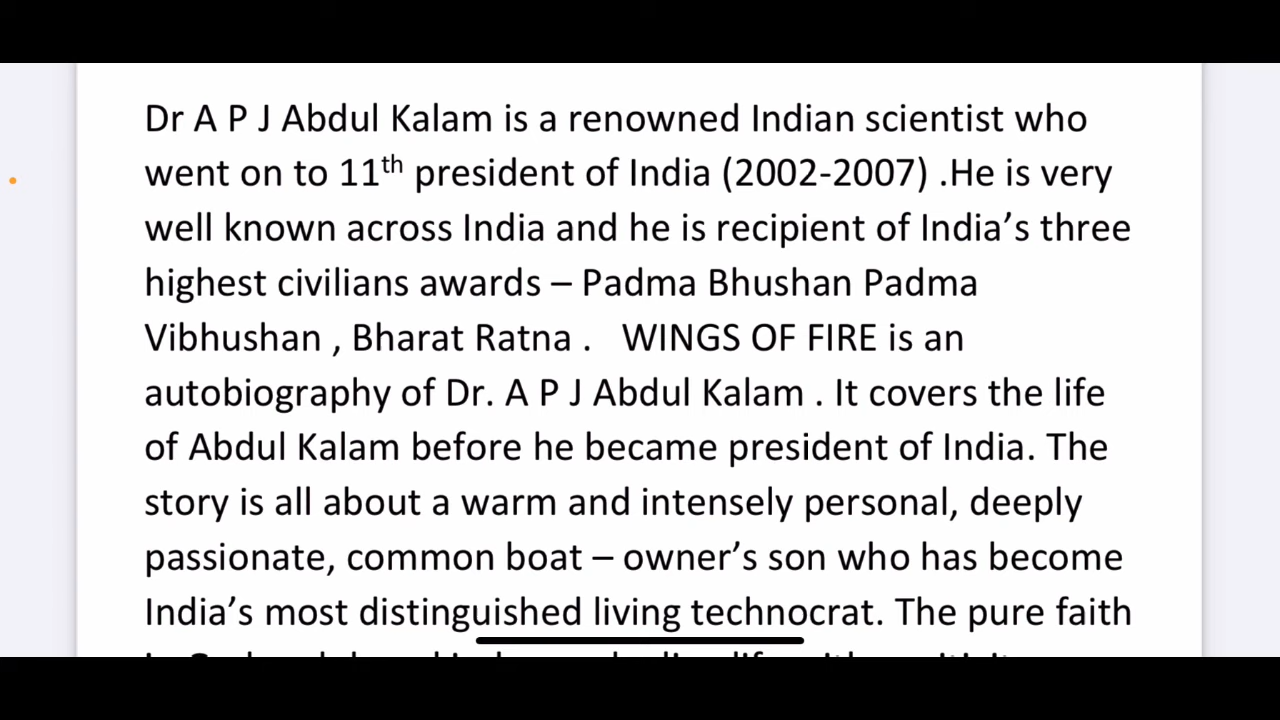 Dr A P J Abdul Kalam is a renowned Indian scientist who
went on to 11th president of India (2002-2007) .He is very
well known across India and he is recipient of India’s three
highest civilians awards – Padma Bhushan Padma
Vibhushan , Bharat Ratna .   WINGS OF FIRE is an
autobiography of Dr. A P J Abdul Kalam . It covers the life
of Abdul Kalam before he became president of India. The
story is all about a warm and intensely personal, deeply
passionate, common boat – owner’s son who has become
India’s most distinguished living technocrat. The pure faith